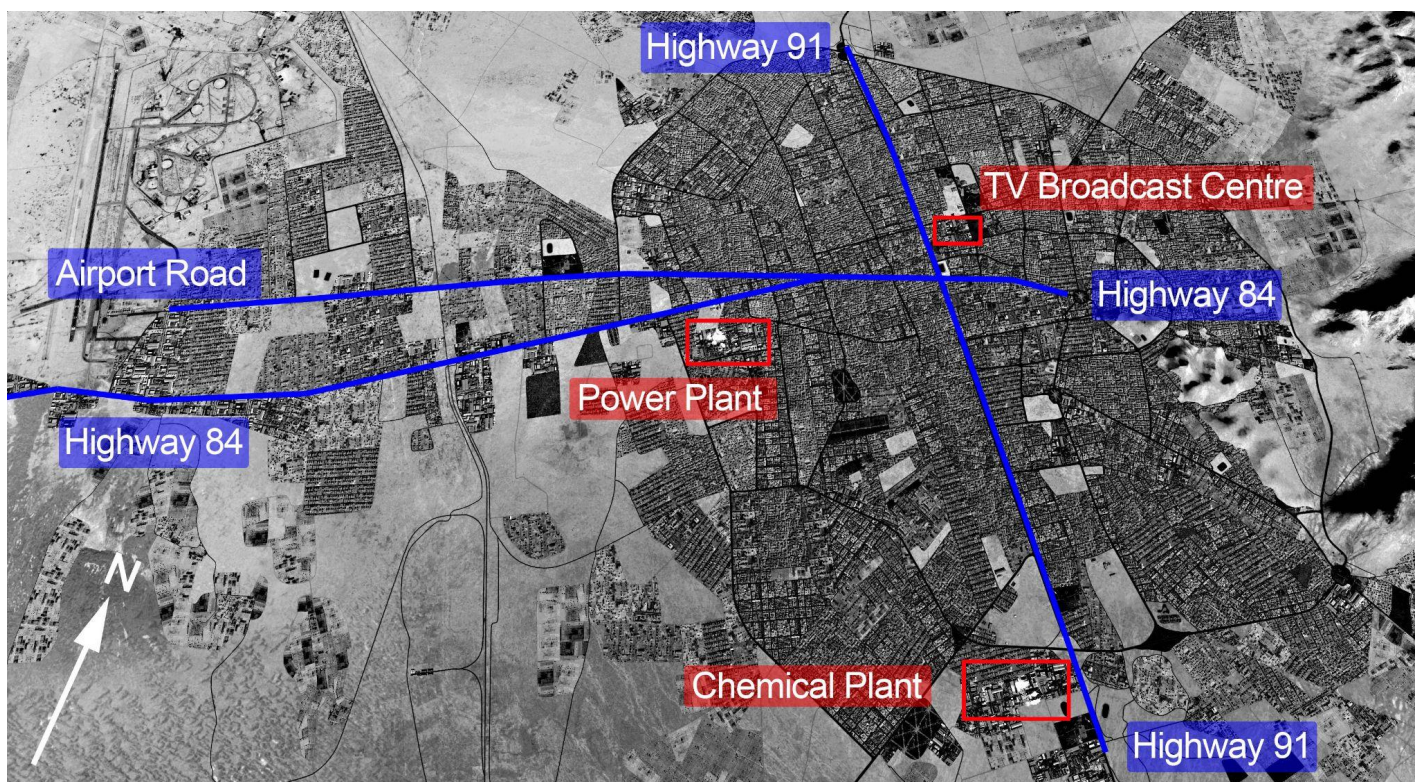 Highway 91
TV Broadcast Centre
Airport Road
Highway 84
Power Plant
Highway 84
N
Chemical Plant
Highway 91